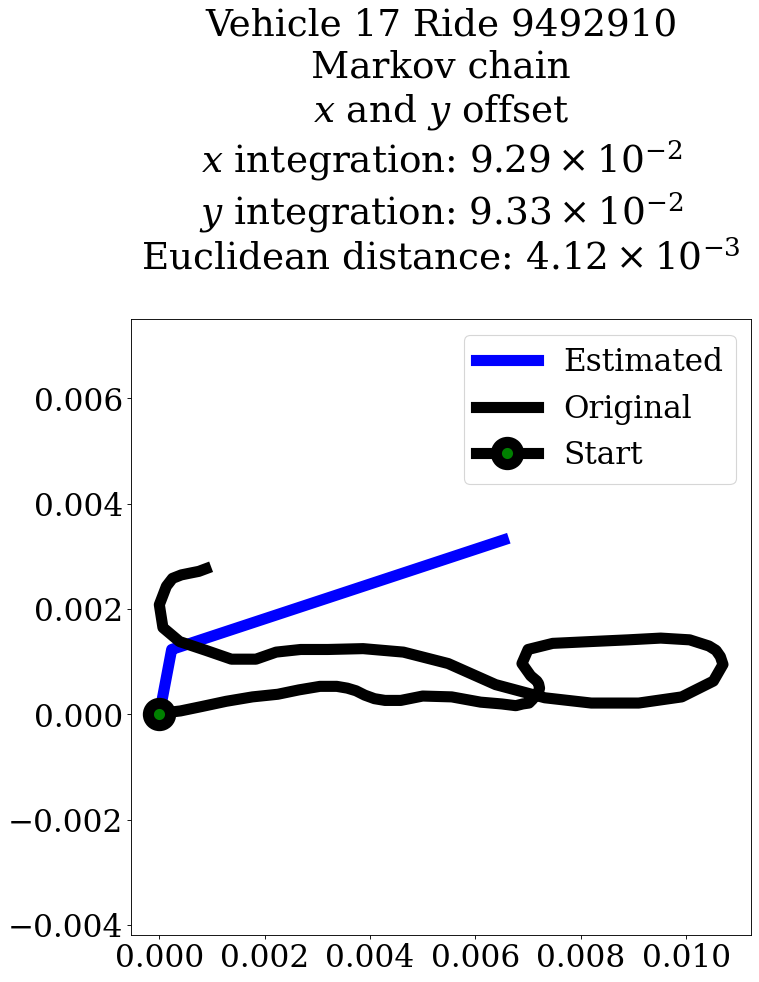 Vehicle 17 Ride 9492910
Markov chain
x and y offset
x integration: 9.29 × 10⁻²
y integration: 9.33 × 10⁻²
Euclidean distance: 4.12 × 10⁻³
Estimated
Original
Start
0.006
0.004
0.002
0.000
−0.002
−0.004
0.000 0.002 0.004 0.006 0.008 0.010